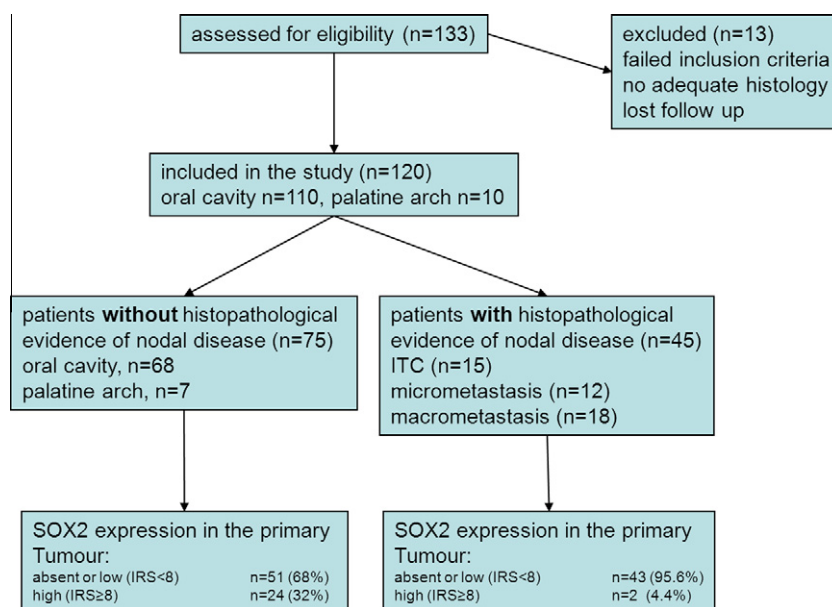 assessed for eligibility (n=133)
excluded (n=13)
failed inclusion criteria
no adequate histology
lost follow up
included in the study (n=120)
oral cavity n=110, palatine arch n=10
patients without histopathological
evidence of nodal disease (n=75)
oral cavity, n=68
palatine arch, n=7
patients with histopathological
evidence of nodal disease (n=45)
ITC (n=15)
micrometastasis (n=12)
macrometastasis (n=18)
SOX2 expression in the primary
Tumour:
absent or low (IRS<8) n=51 (68%)
high (IRS≥8) n=24 (32%)
SOX2 expression in the primary
Tumour:
absent or low (IRS<8) n=43 (95.6%)
high (IRS≥8) n=2 (4.4%)